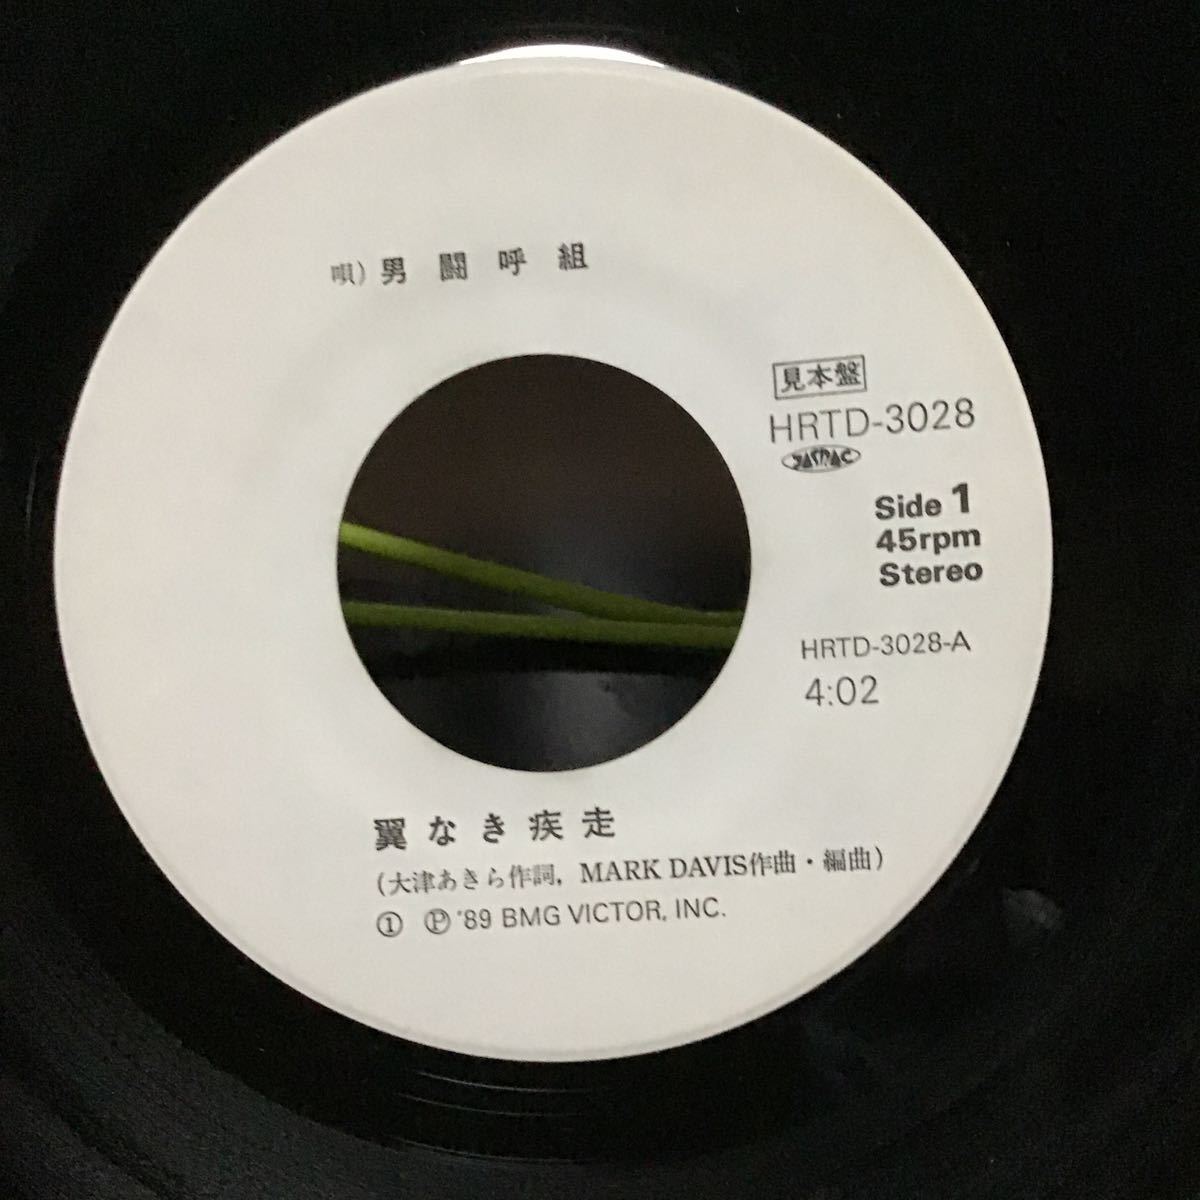 唄) 男闘呼組
見本盤
HRTD-3028
JASRAC
Side 1
45rpm
Stereo
HRTD-3028-A
4:02
翼なき疾走
(大津あきら作詞, MARK DAVIS作曲・編曲)
① Ⓟ '89 BMG VICTOR, INC.